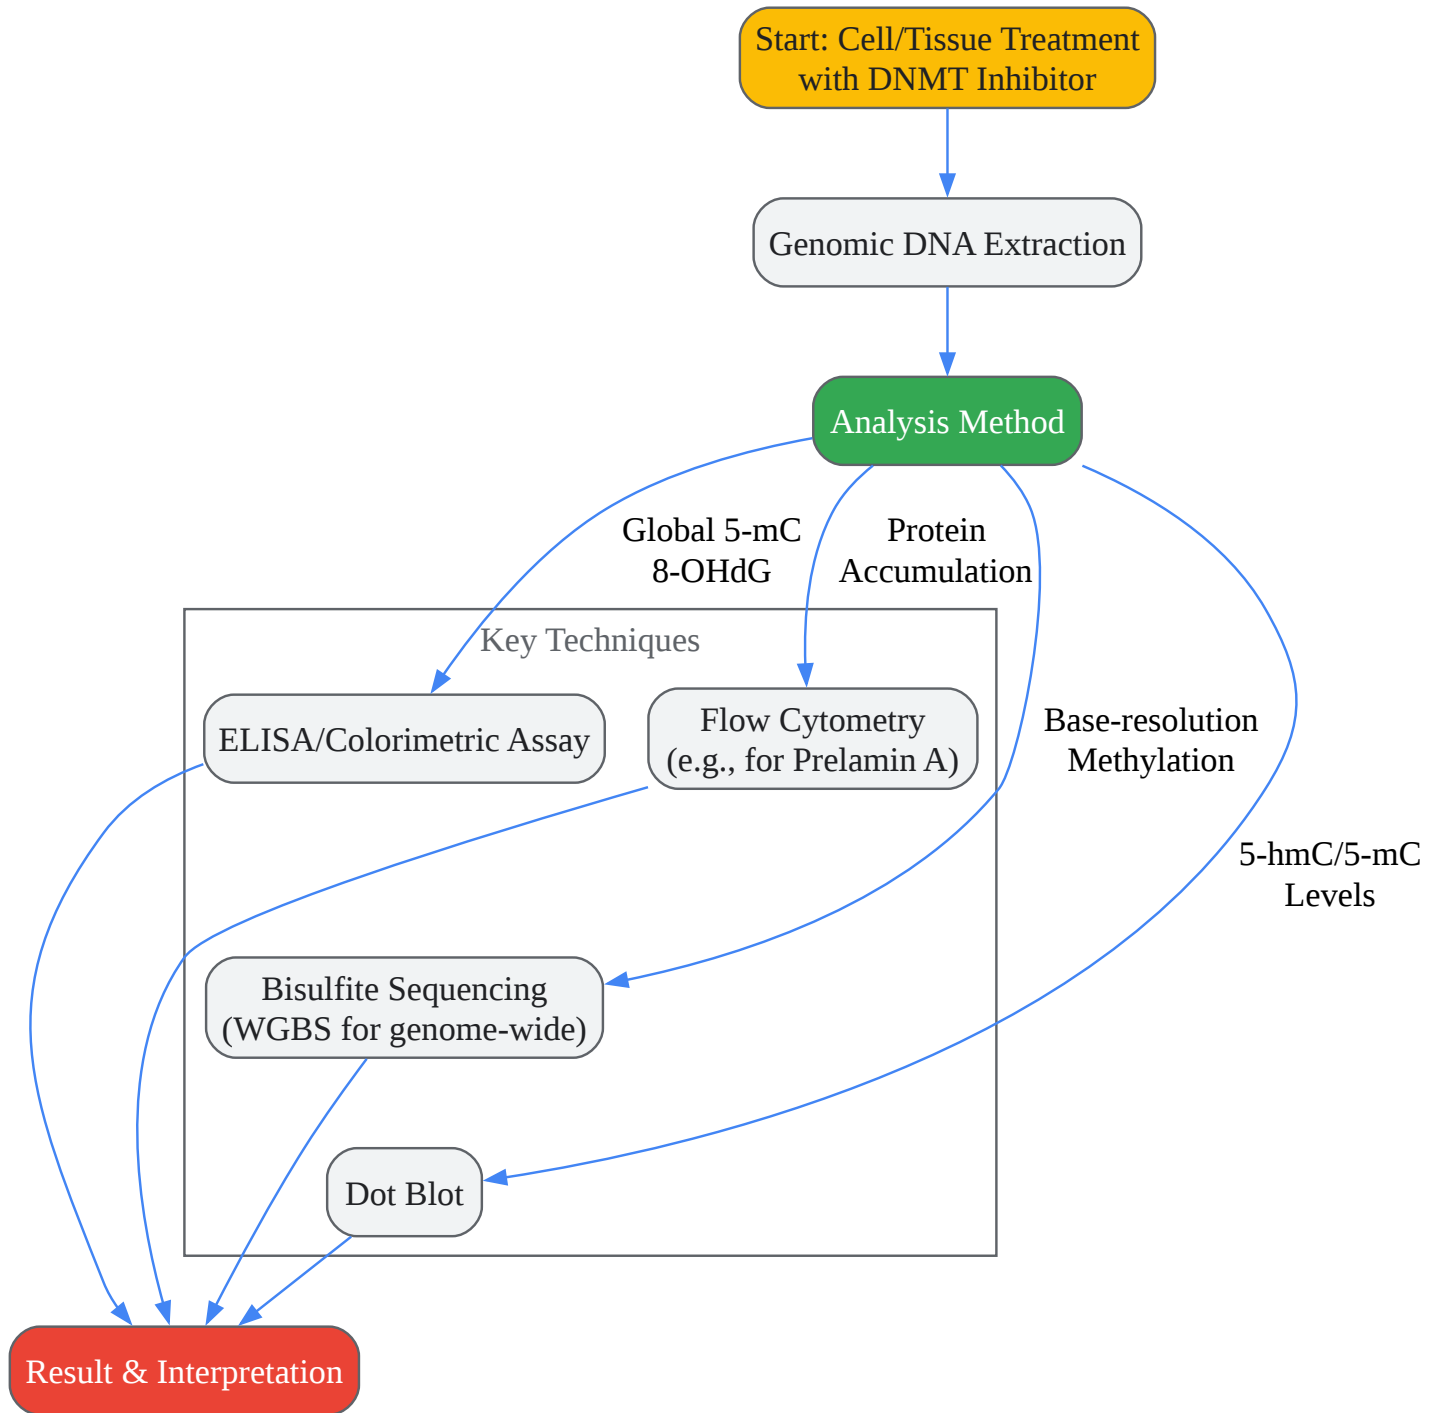 Start: Cell/Tissue Treatment
with DNMT Inhibitor
Genomic DNA Extraction
Analysis Method
Global 5-mC
8-OHdG
Protein
Accumulation
Key Techniques
ELISA/Colorimetric Assay
Flow Cytometry
(e.g., for Prelamin A)
Base-resolution
Methylation
5-hmC/5-mC
Levels
Bisulfite Sequencing
(WGBS for genome-wide)
Dot Blot
Result & Interpretation